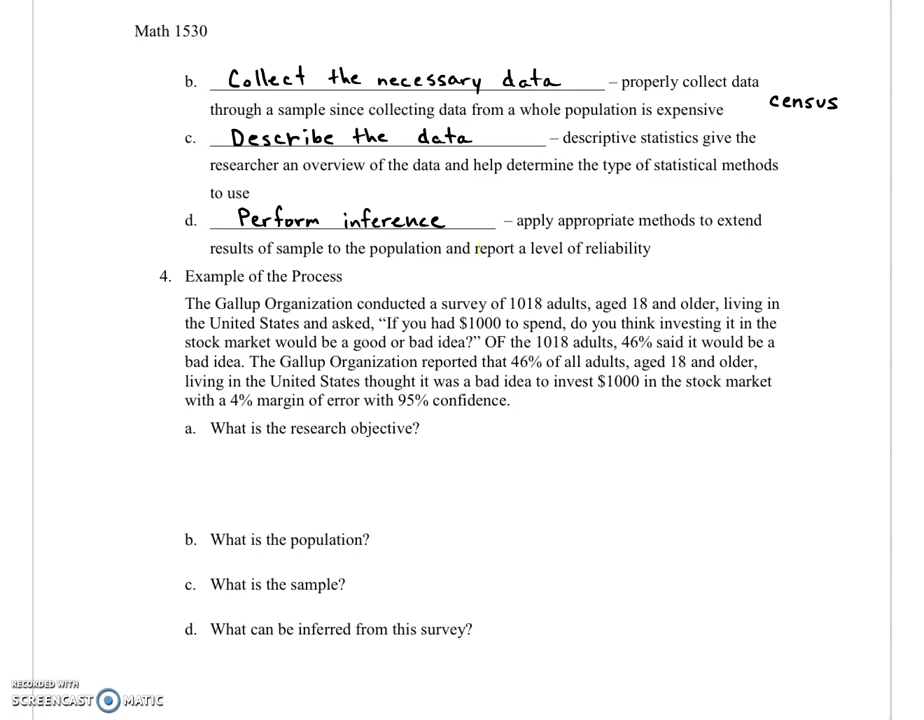 Math 1530
b. Collect the necessary data – properly collect data
through a sample since collecting data from a whole population is expensive census
c. Describe the data – descriptive statistics give the
researcher an overview of the data and help determine the type of statistical methods
to use
d. Perform inference – apply appropriate methods to extend
results of sample to the population and report a level of reliability
4. Example of the Process
The Gallup Organization conducted a survey of 1018 adults, aged 18 and older, living in
the United States and asked, “If you had $1000 to spend, do you think investing it in the
stock market would be a good or bad idea?” OF the 1018 adults, 46% said it would be a
bad idea. The Gallup Organization reported that 46% of all adults, aged 18 and older,
living in the United States thought it was a bad idea to invest $1000 in the stock market
with a 4% margin of error with 95% confidence.
a. What is the research objective?
b. What is the population?
c. What is the sample?
d. What can be inferred from this survey?
RECORDED WITH
SCREENCAST MATIC